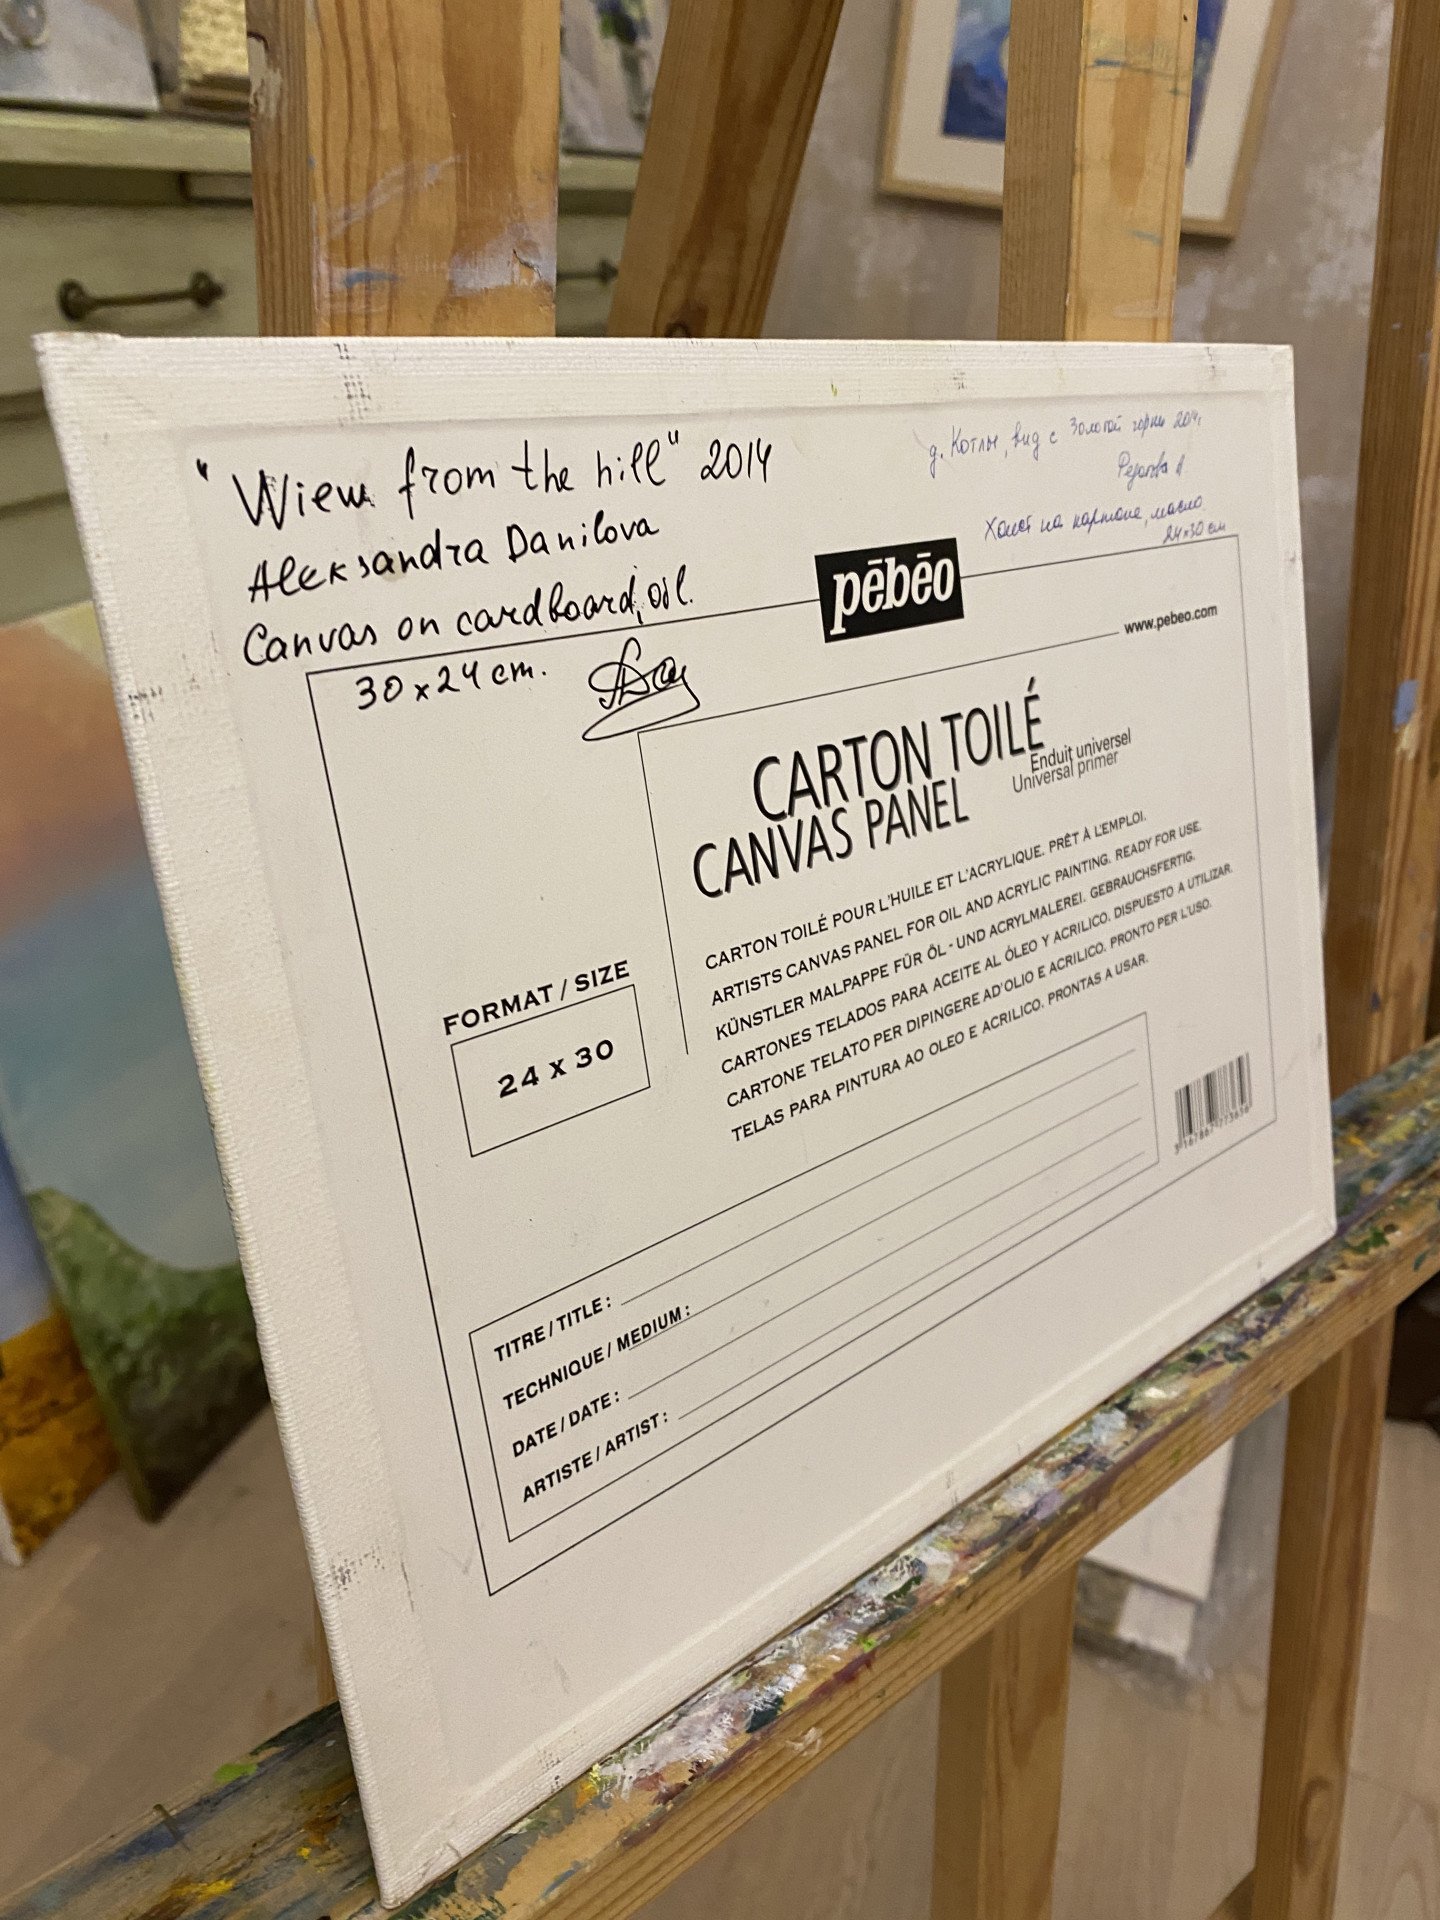 "Wiew from the hill" 2014
Aleksandra Danilova
Canvas on cardboard, oil.
30 x 24 cm.
д. Котлы, вид с Золотой горки 2014
Холст на картоне, масло
24x30 см
pēbēo
www.pebeo.com
CARTON TOILÉ
CANVAS PANEL
Enduit universel
Universal primer
CARTON TOILÉ POUR L'HUILE ET L'ACRYLIQUE. PRÊT À L'EMPLOI.
ARTISTS CANVAS PANEL FOR OIL AND ACRYLIC PAINTING. READY FOR USE.
KÜNSTLER MALPAPPE FÜR ÖL - UND ACRYLMALEREI. GEBRAUCHSFERTIG.
CARTONES TELADOS PARA ACEITE AL ÓLEO Y ACRILICO. DISPUESTO A UTILIZAR.
CARTONE TELATO PER DIPINGERE AD'OLIO E ACRILICO. PRONTO PER L'USO.
TELAS PARA PINTURA AO OLEO E ACRILICO. PRONTAS A USAR.
FORMAT / SIZE
24 X 30
TITRE / TITLE :
TECHNIQUE / MEDIUM :
DATE / DATE :
ARTISTE / ARTIST :